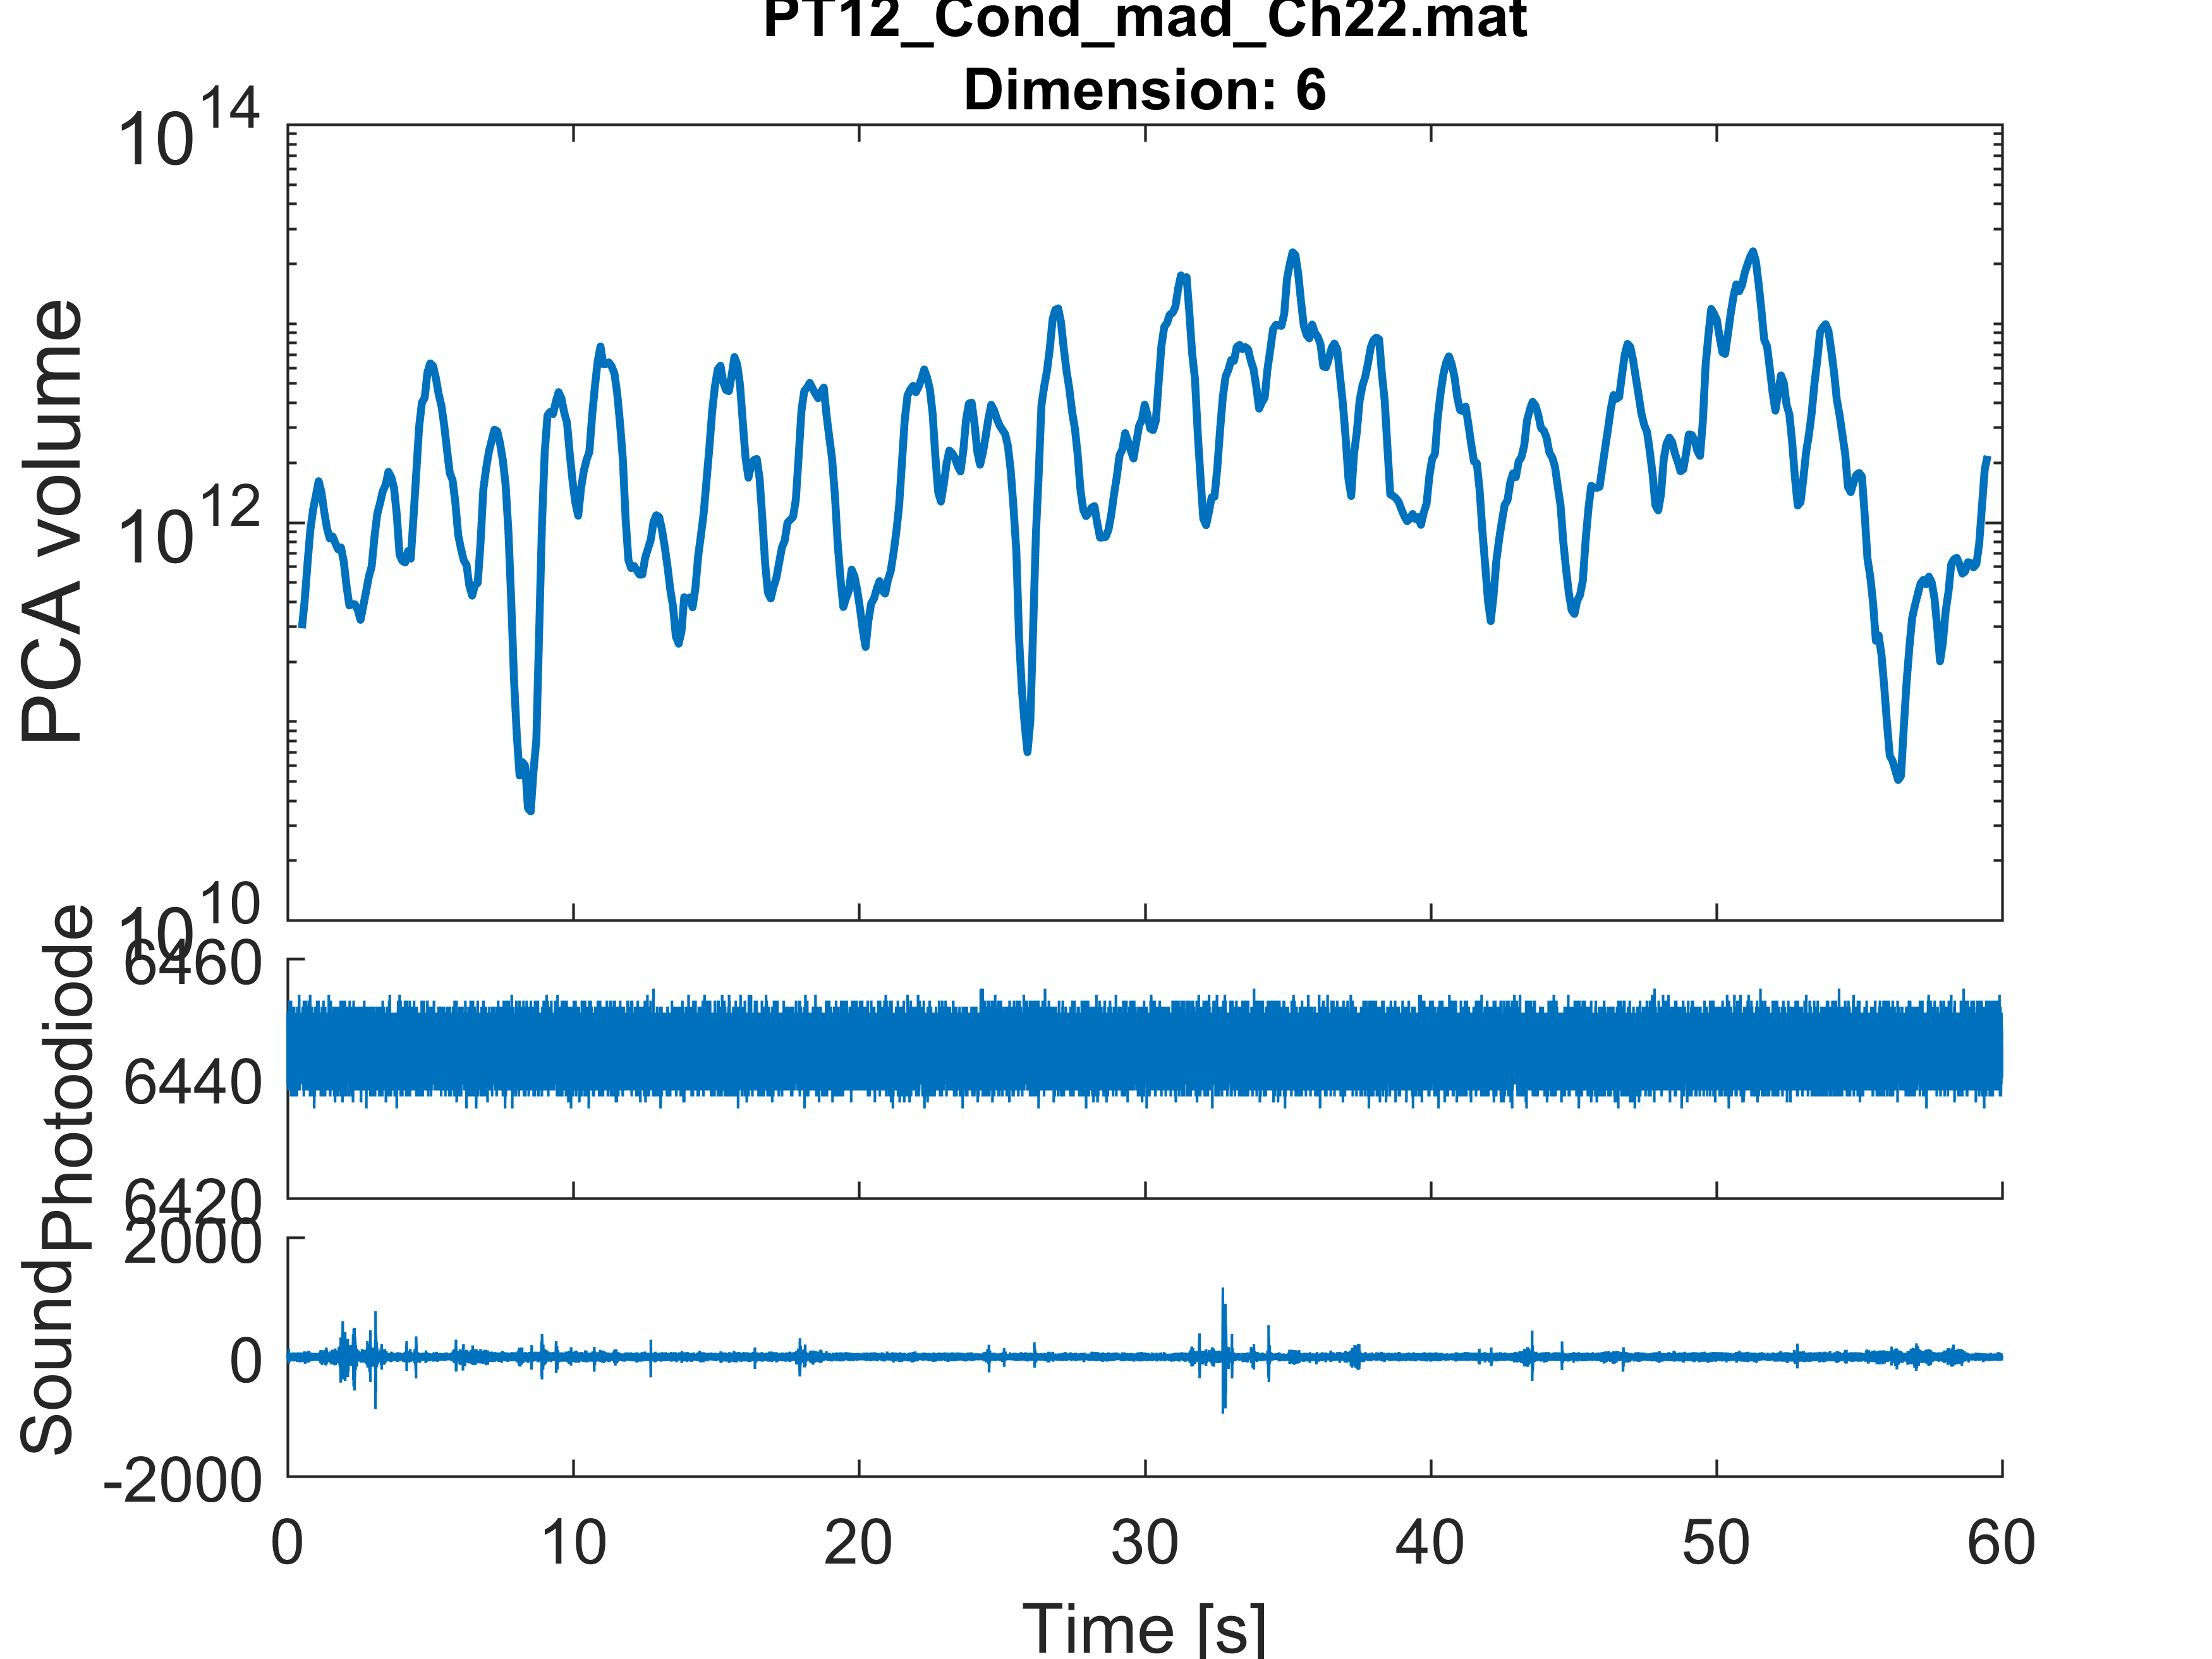 PT12_Cond_mad_Ch22.mat
Dimension: 6
PCA volume
10^14
10^12
10^10
Photodiode
6460
6440
6420
Sound
2000
0
-2000
0 10 20 30 40 50 60
Time [s]